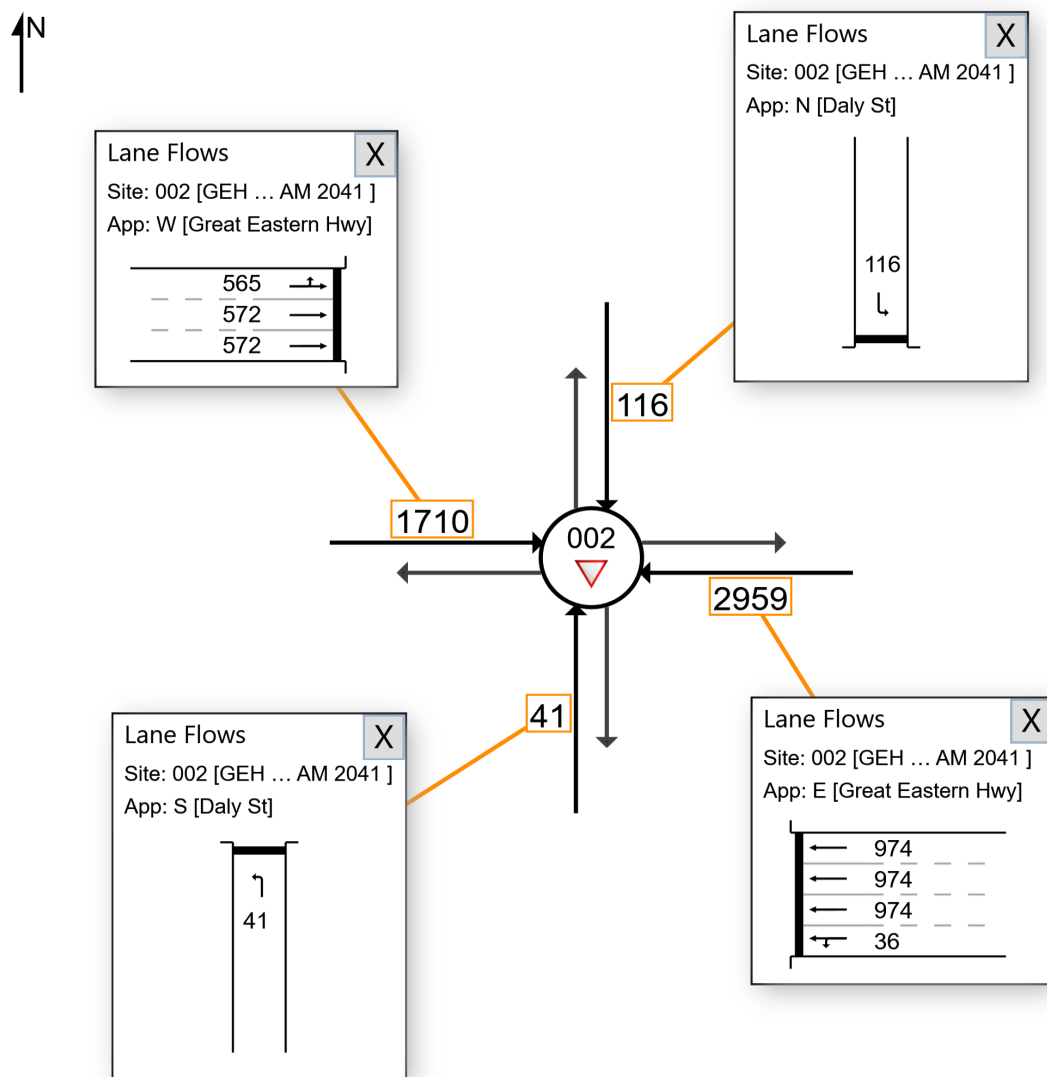 N
Lane Flows
X
Site: 002 [GEH … AM 2041 ]
App: N [Daly St]
116
Lane Flows
X
Site: 002 [GEH … AM 2041 ]
App: W [Great Eastern Hwy]
565
572
572
116
1710
002
2959
41
Lane Flows
X
Site: 002 [GEH … AM 2041 ]
App: E [Great Eastern Hwy]
974
974
974
36
Lane Flows
X
Site: 002 [GEH … AM 2041 ]
App: S [Daly St]
41